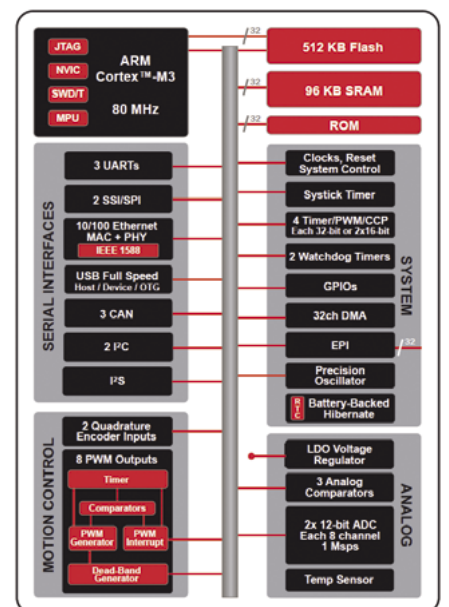 JTAG
NVIC
SWD/T
MPU
ARM
Cortex™-M3
80 MHz
32
512 KB Flash
32
96 KB SRAM
32
ROM
SERIAL INTERFACES
3 UARTs
2 SSI/SPI
10/100 Ethernet
MAC + PHY
IEEE 1588
USB Full Speed
Host / Device / OTG
3 CAN
2 I²C
I²S
SYSTEM
Clocks, Reset
System Control
Systick Timer
4 Timer/PWM/CCP
Each 32-bit or 2x16-bit
2 Watchdog Timers
GPIOs
32ch DMA
EPI
32
Precision
Oscillator
RTC
Battery-Backed
Hibernate
MOTION CONTROL
2 Quadrature
Encoder Inputs
8 PWM Outputs
Timer
Comparators
PWM
Generator
PWM
Interrupt
Dead-Band
Generator
ANALOG
LDO Voltage
Regulator
3 Analog
Comparators
2x 12-bit ADC
Each 8 channel
1 Msps
Temp Sensor